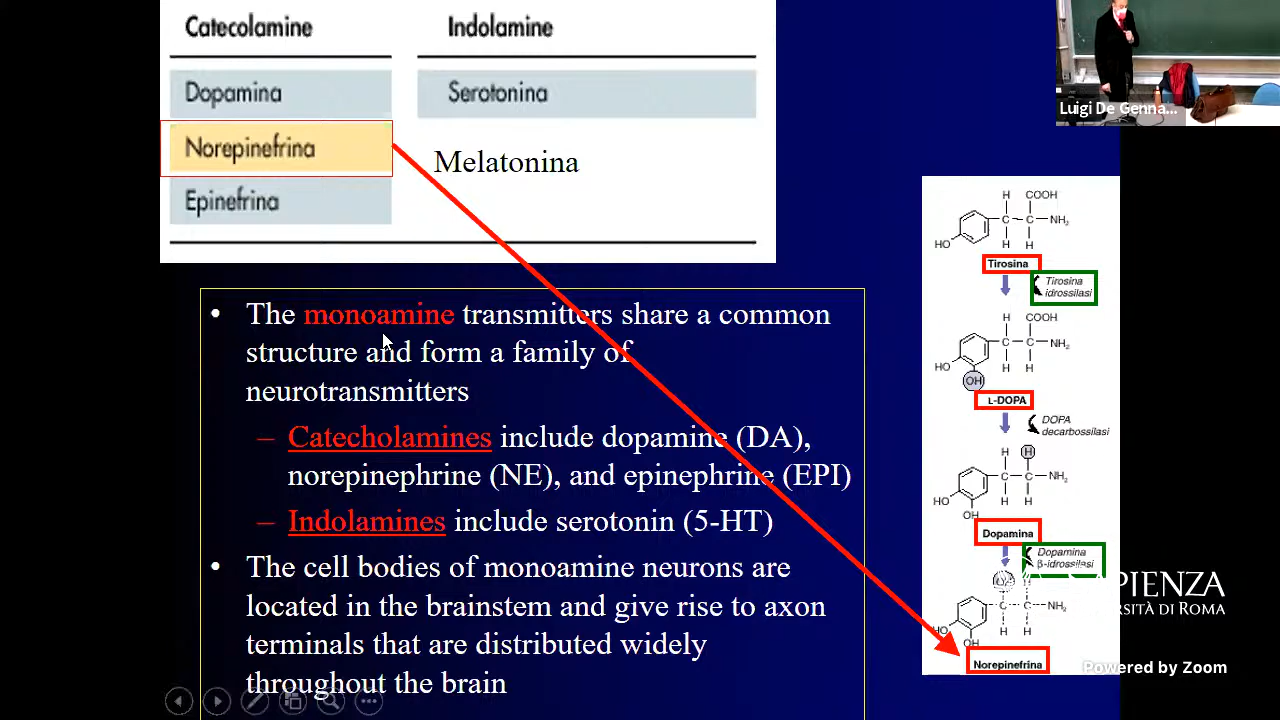 Catecolamine
Indolamine
Dopamina
Serotonina
Norepinefrina
Melatonina
Epinefrina
Luigi De Genna...
• The monoamine transmitters share a common
structure and form a family of
neurotransmitters
– Catecholamines include dopamine (DA),
norepinephrine (NE), and epinephrine (EPI)
– Indolamines include serotonin (5-HT)
• The cell bodies of monoamine neurons are
located in the brainstem and give rise to axon
terminals that are distributed widely
throughout the brain
H COOH
C C NH2
HO H H
Tirosina
Tirosina
idrossilasi
H COOH
C C NH2
HO H H
OH
L-DOPA
DOPA
decarbossilasi
H H
C C NH2
HO H H
OH
Dopamina
Dopamina
β-idrossilasi
C C NH2
HO H H
OH
Norepinefrina
SAPIENZA
UNIVERSITÀ DI ROMA
Powered by Zoom